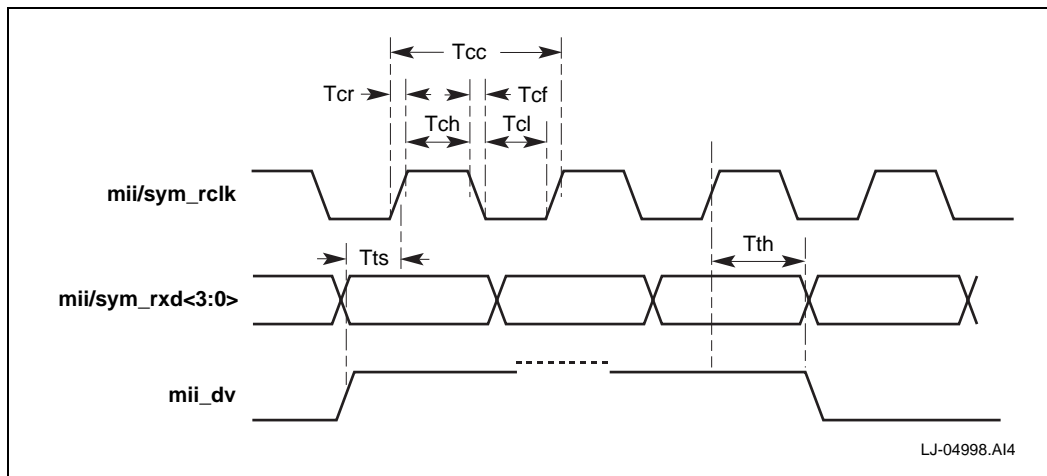 Tcc
Tcr
Tcf
Tch
Tcl
mii/sym_rclk
Tts
Tth
mii/sym_rxd<3:0>
mii_dv
LJ-04998.AI4